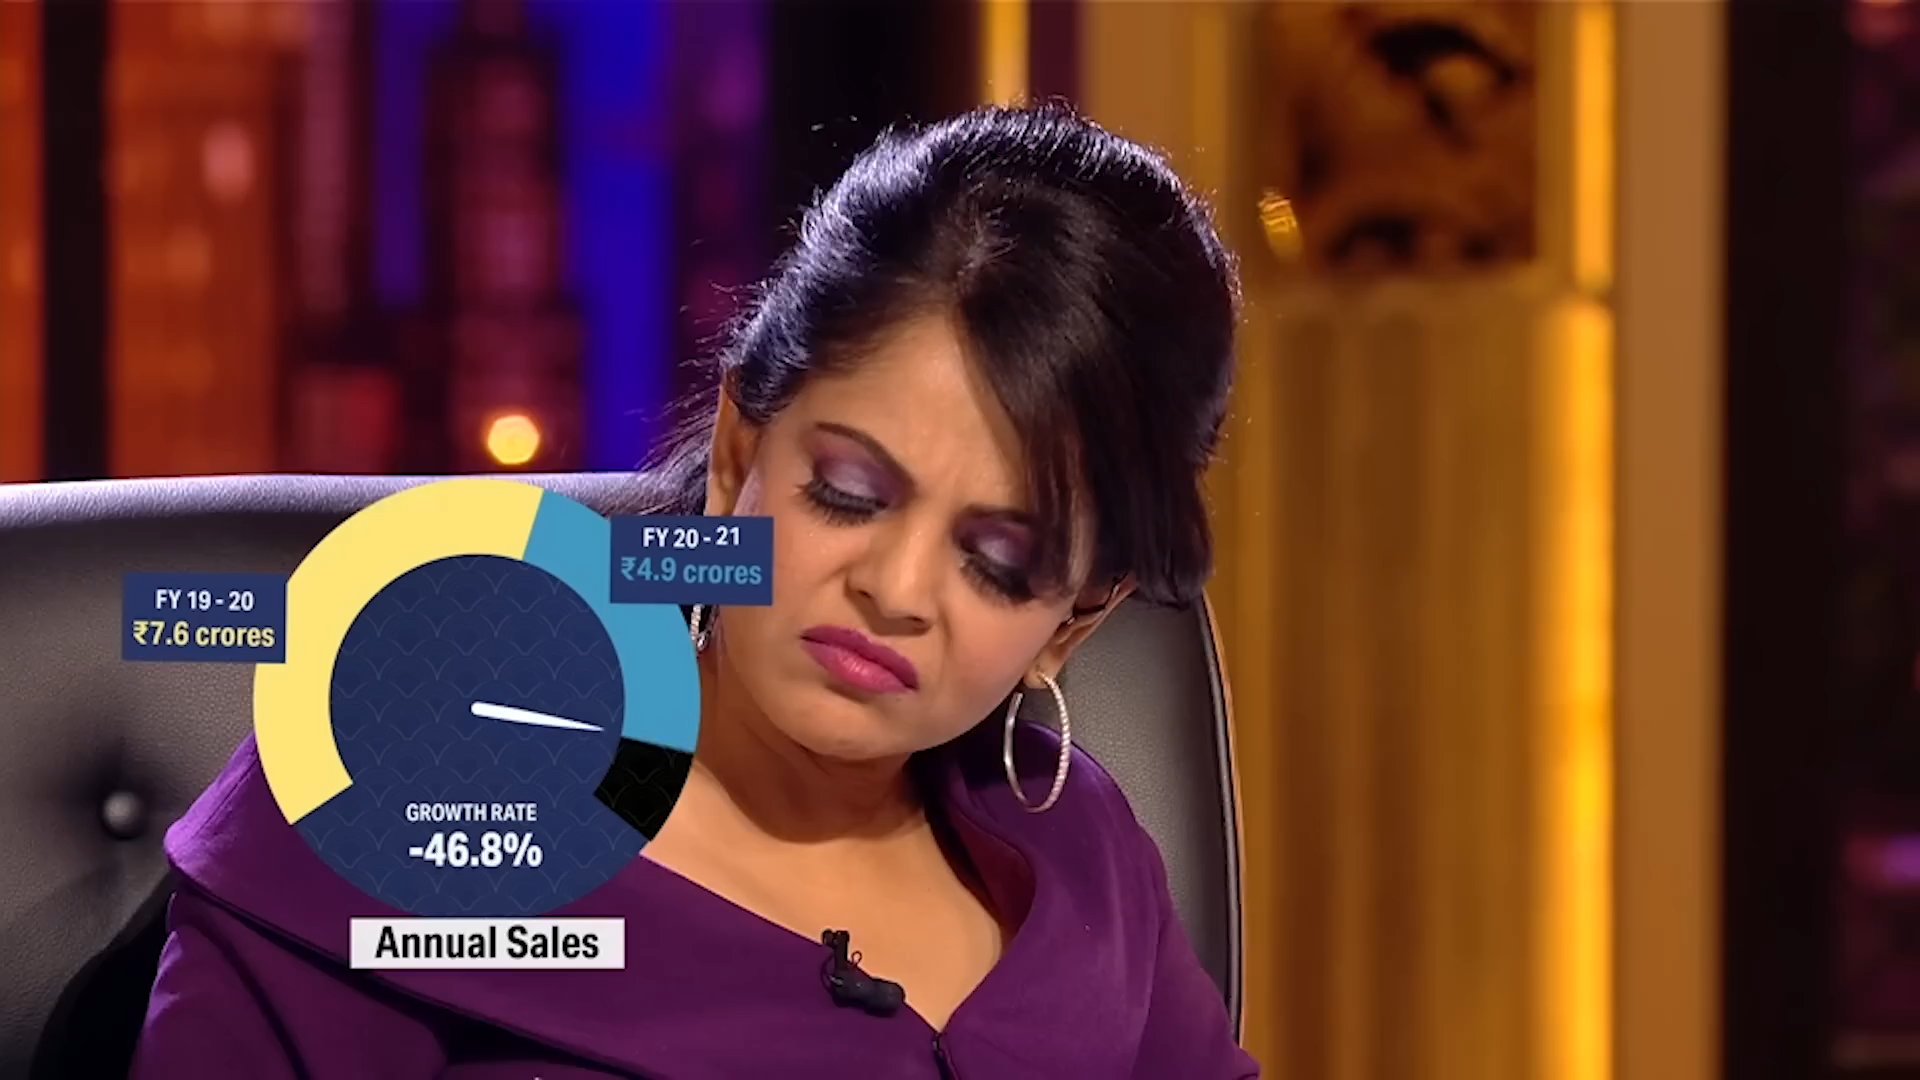 FY 19 - 20
₹7.6 crores
FY 20 - 21
₹4.9 crores
GROWTH RATE
-46.8%
Annual Sales